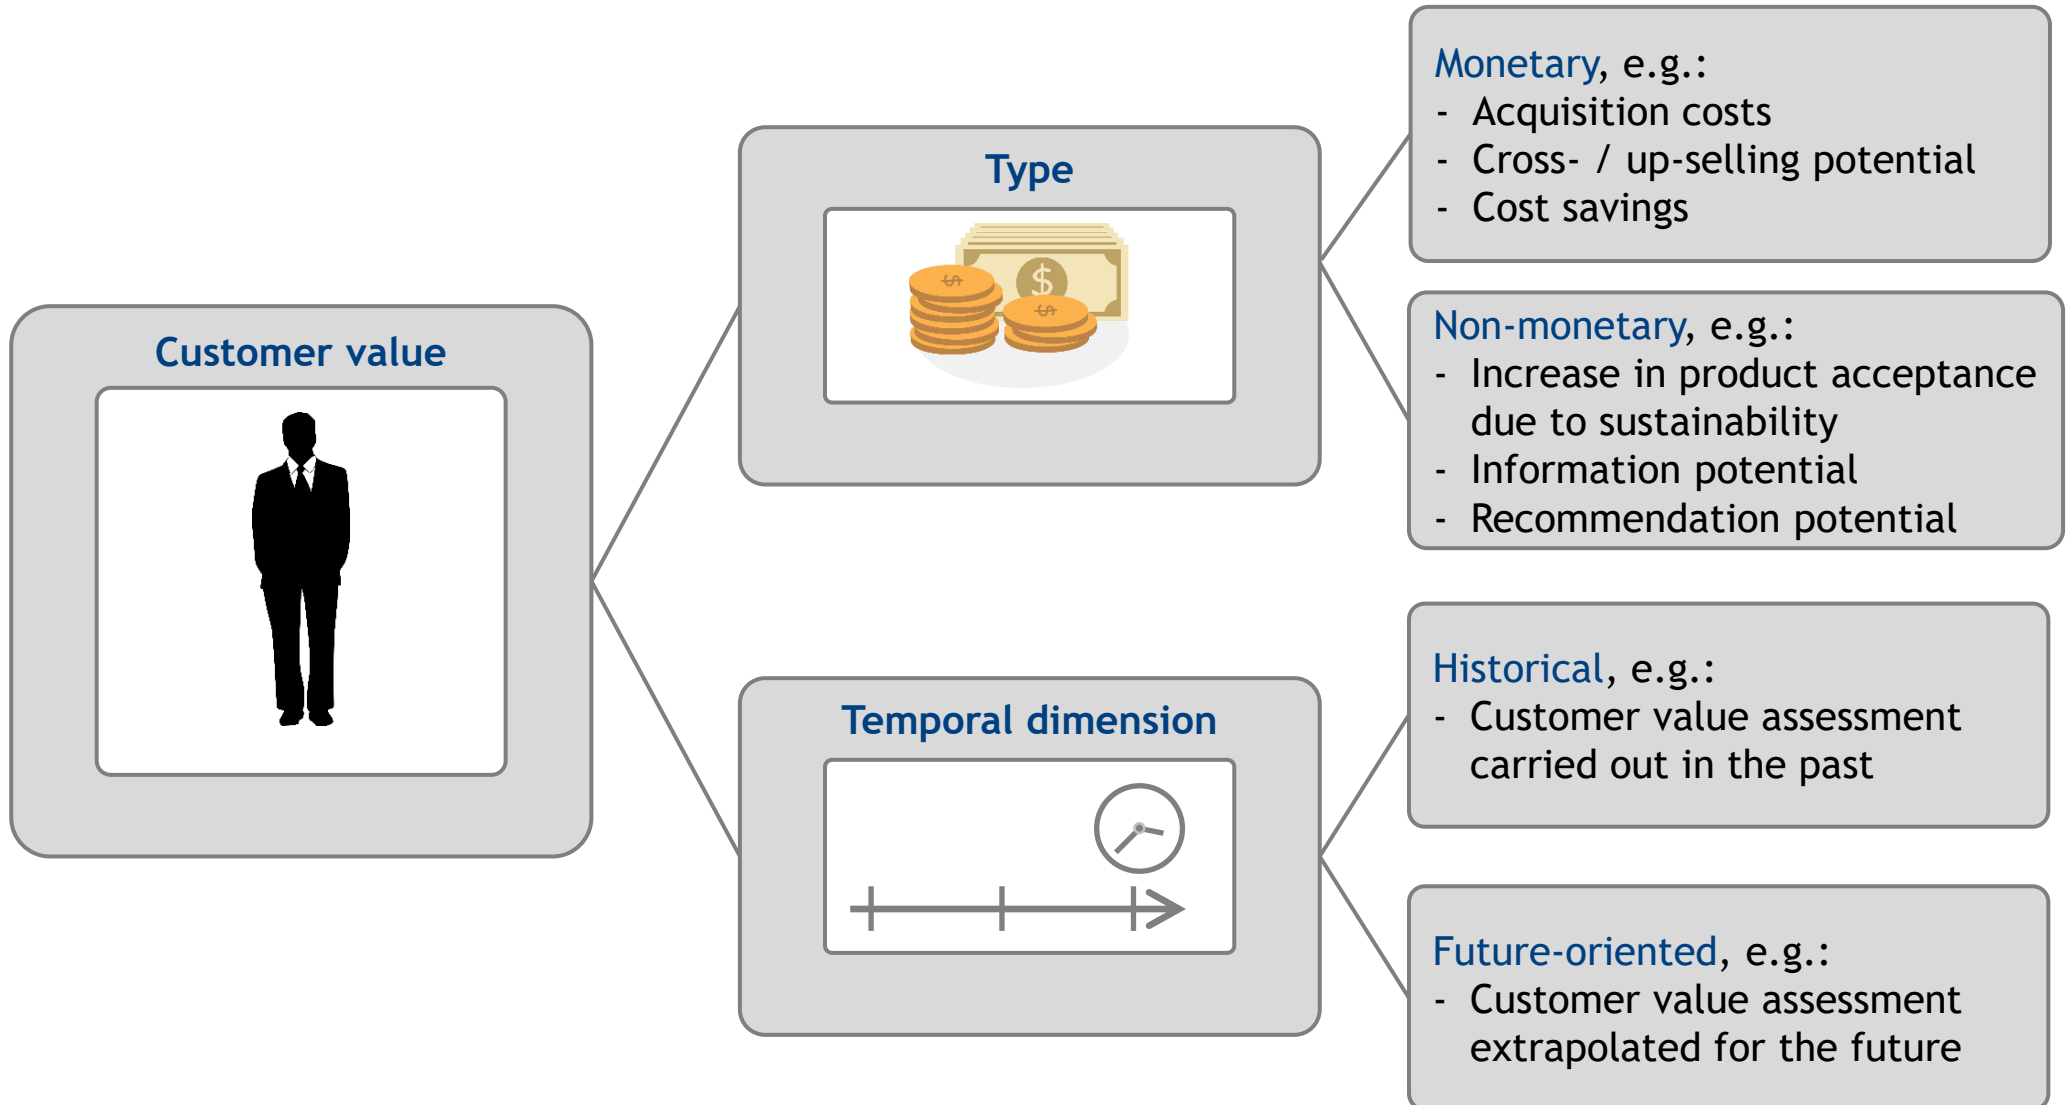 Customer value
Type
$
$
$
Monetary, e.g.:
- Acquisition costs
- Cross- / up-selling potential
- Cost savings
Non-monetary, e.g.:
- Increase in product acceptance
due to sustainability
- Information potential
- Recommendation potential
Temporal dimension
Historical, e.g.:
- Customer value assessment
carried out in the past
Future-oriented, e.g.:
- Customer value assessment
extrapolated for the future